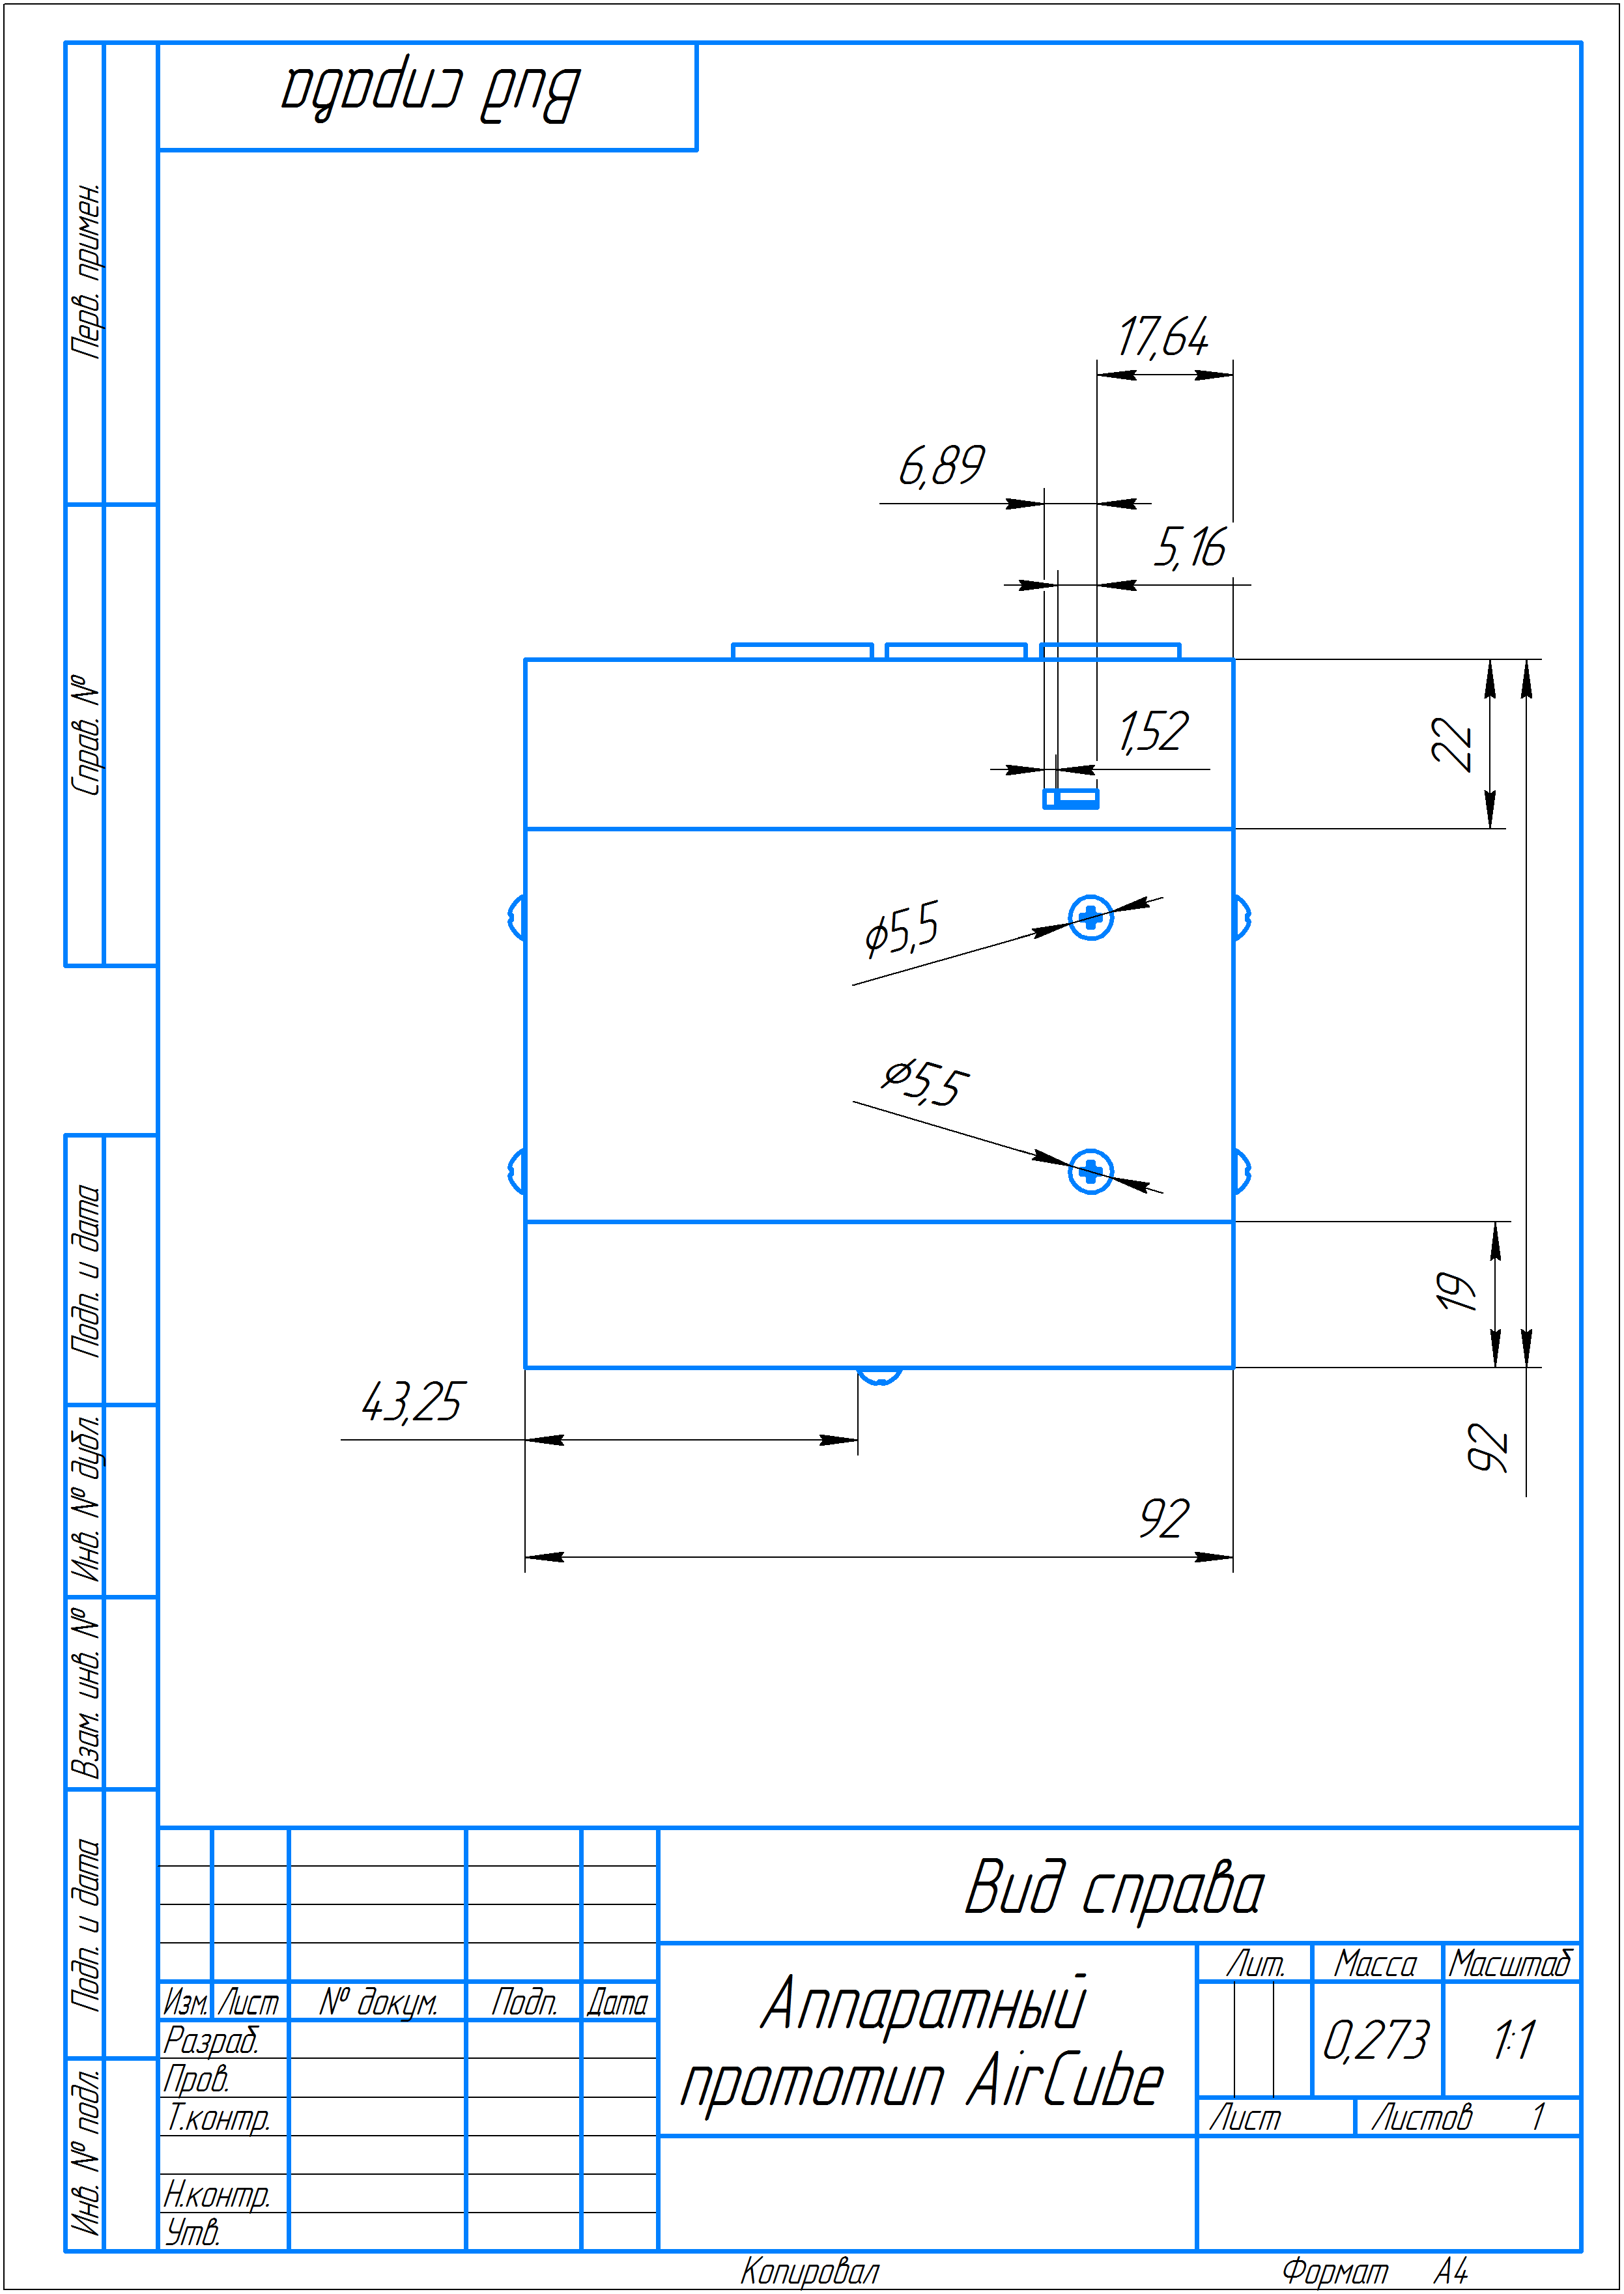 Вид справа
Перв. примен.
Справ. №
Подп. и дата
Инв. № дубл.
Взам. инв. №
Подп. и дата
Инв. № подл.
17,64
6,89
5,16
1,52
22
⌀5,5
⌀5,5
19
43,25
92
92
Вид справа
Аппаратный
прототип AirCube
Лит. Масса Масштаб
0,273 1:1
Лист Листов 1
Изм. Лист № докум. Подп. Дата
Разраб.
Пров.
Т.контр.
Н.контр.
Утв.
Копировал Формат А4